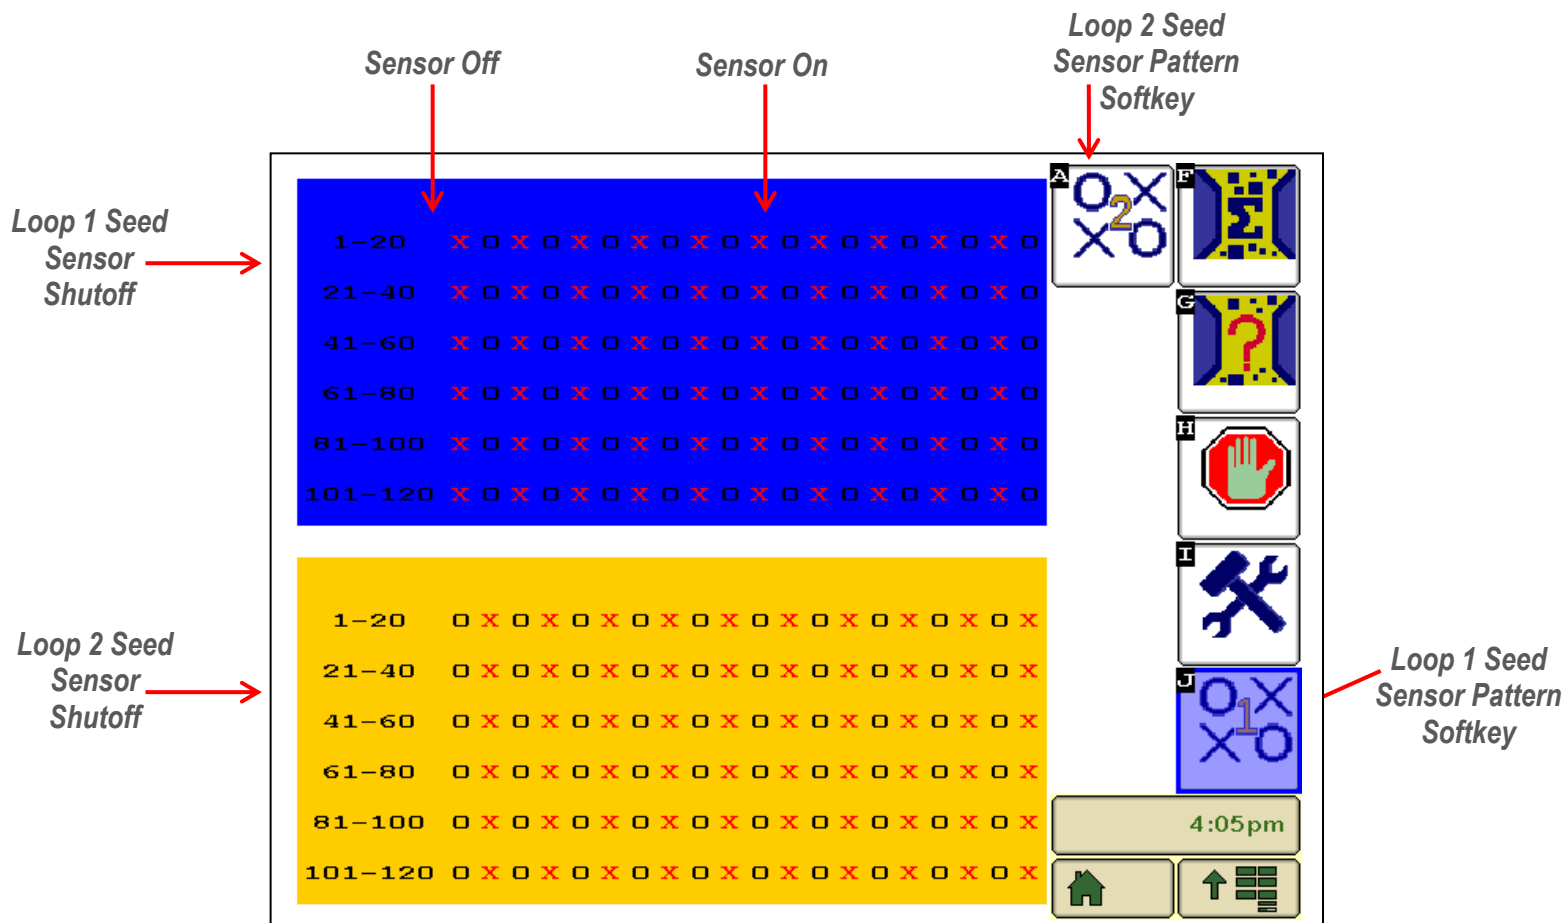 Loop 2 Seed
Sensor Pattern
Softkey
Sensor Off
Sensor On
Loop 1 Seed
Sensor
Shutoff
1-20 X O X O X O X O X O X O X O X O X O X O
21-40 X O X O X O X O X O X O X O X O X O X O
41-60 X O X O X O X O X O X O X O X O X O X O
61-80 X O X O X O X O X O X O X O X O X O X O
81-100 X O X O X O X O X O X O X O X O X O X O
101-120 X O X O X O X O X O X O X O X O X O X O
A
O X
2
X O
F
Σ
G
?
H
I
Loop 2 Seed
Sensor
Shutoff
1-20 O X O X O X O X O X O X O X O X O X O X
21-40 O X O X O X O X O X O X O X O X O X O X
41-60 O X O X O X O X O X O X O X O X O X O X
61-80 O X O X O X O X O X O X O X O X O X O X
81-100 O X O X O X O X O X O X O X O X O X O X
101-120 O X O X O X O X O X O X O X O X O X O X
J
O X
1
X O
Loop 1 Seed
Sensor Pattern
Softkey
4:05pm